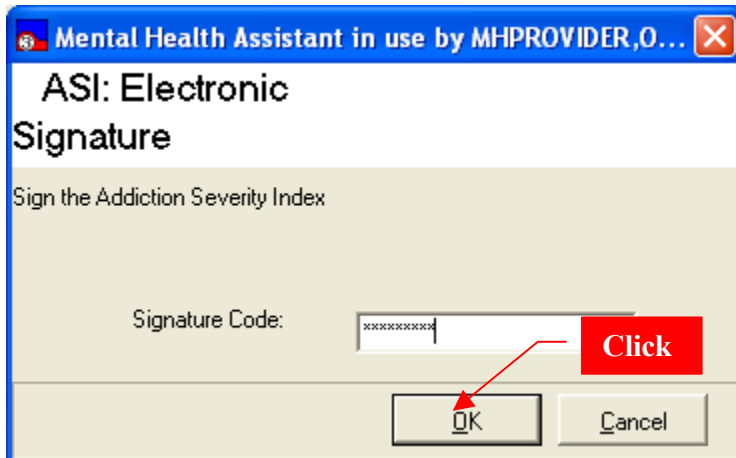 Mental Health Assistant in use by MHPROVIDER,O...
ASI: Electronic
Signature
Sign the Addiction Severity Index
Signature Code:
xxxxxxxxx
Click
OK
Cancel